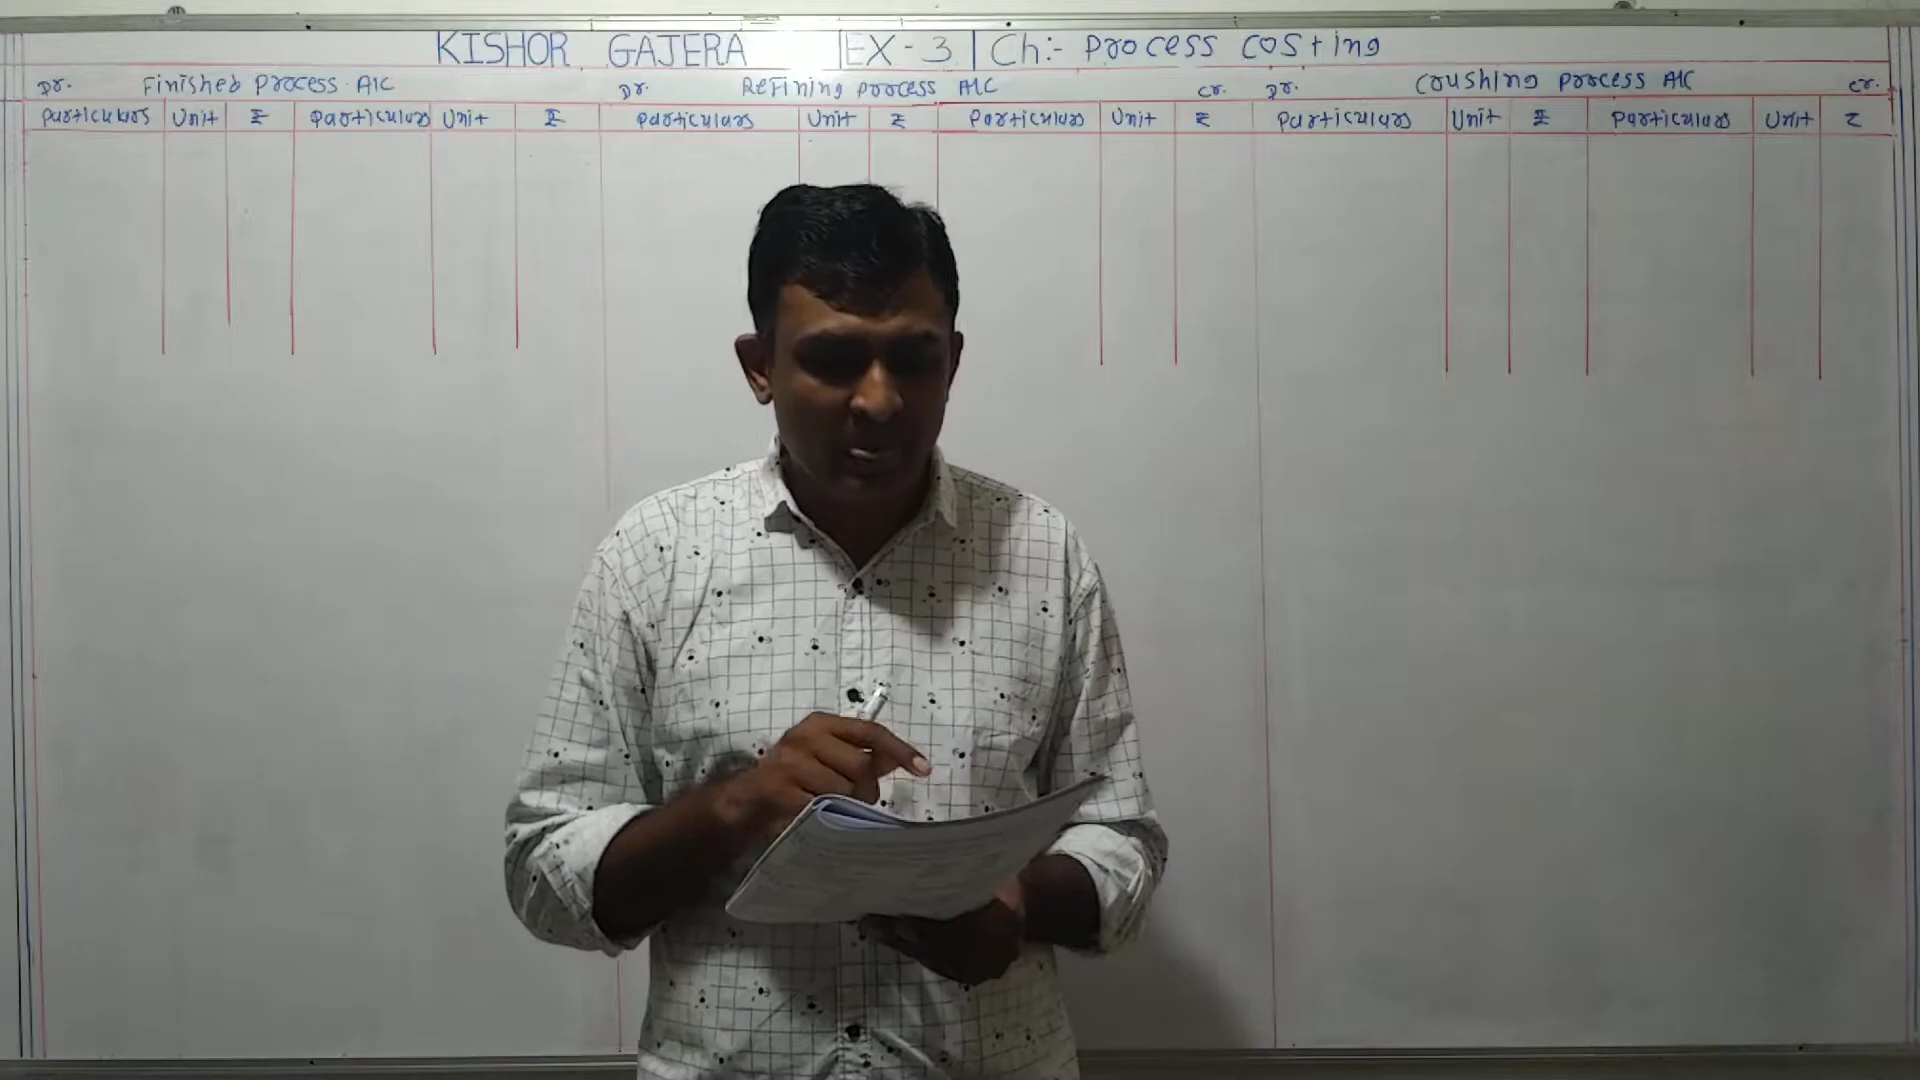 KISHOR GAJERA EX-3 Ch:- Process costing
Dr. Finished Process A/C Dr. Refining process A/C Cr. Dr. Crushing process A/C Cr.
particulars Unit ₹ particulars Unit ₹ particulars Unit ₹ particulars Unit ₹ particulars Unit ₹ particulars Unit ₹